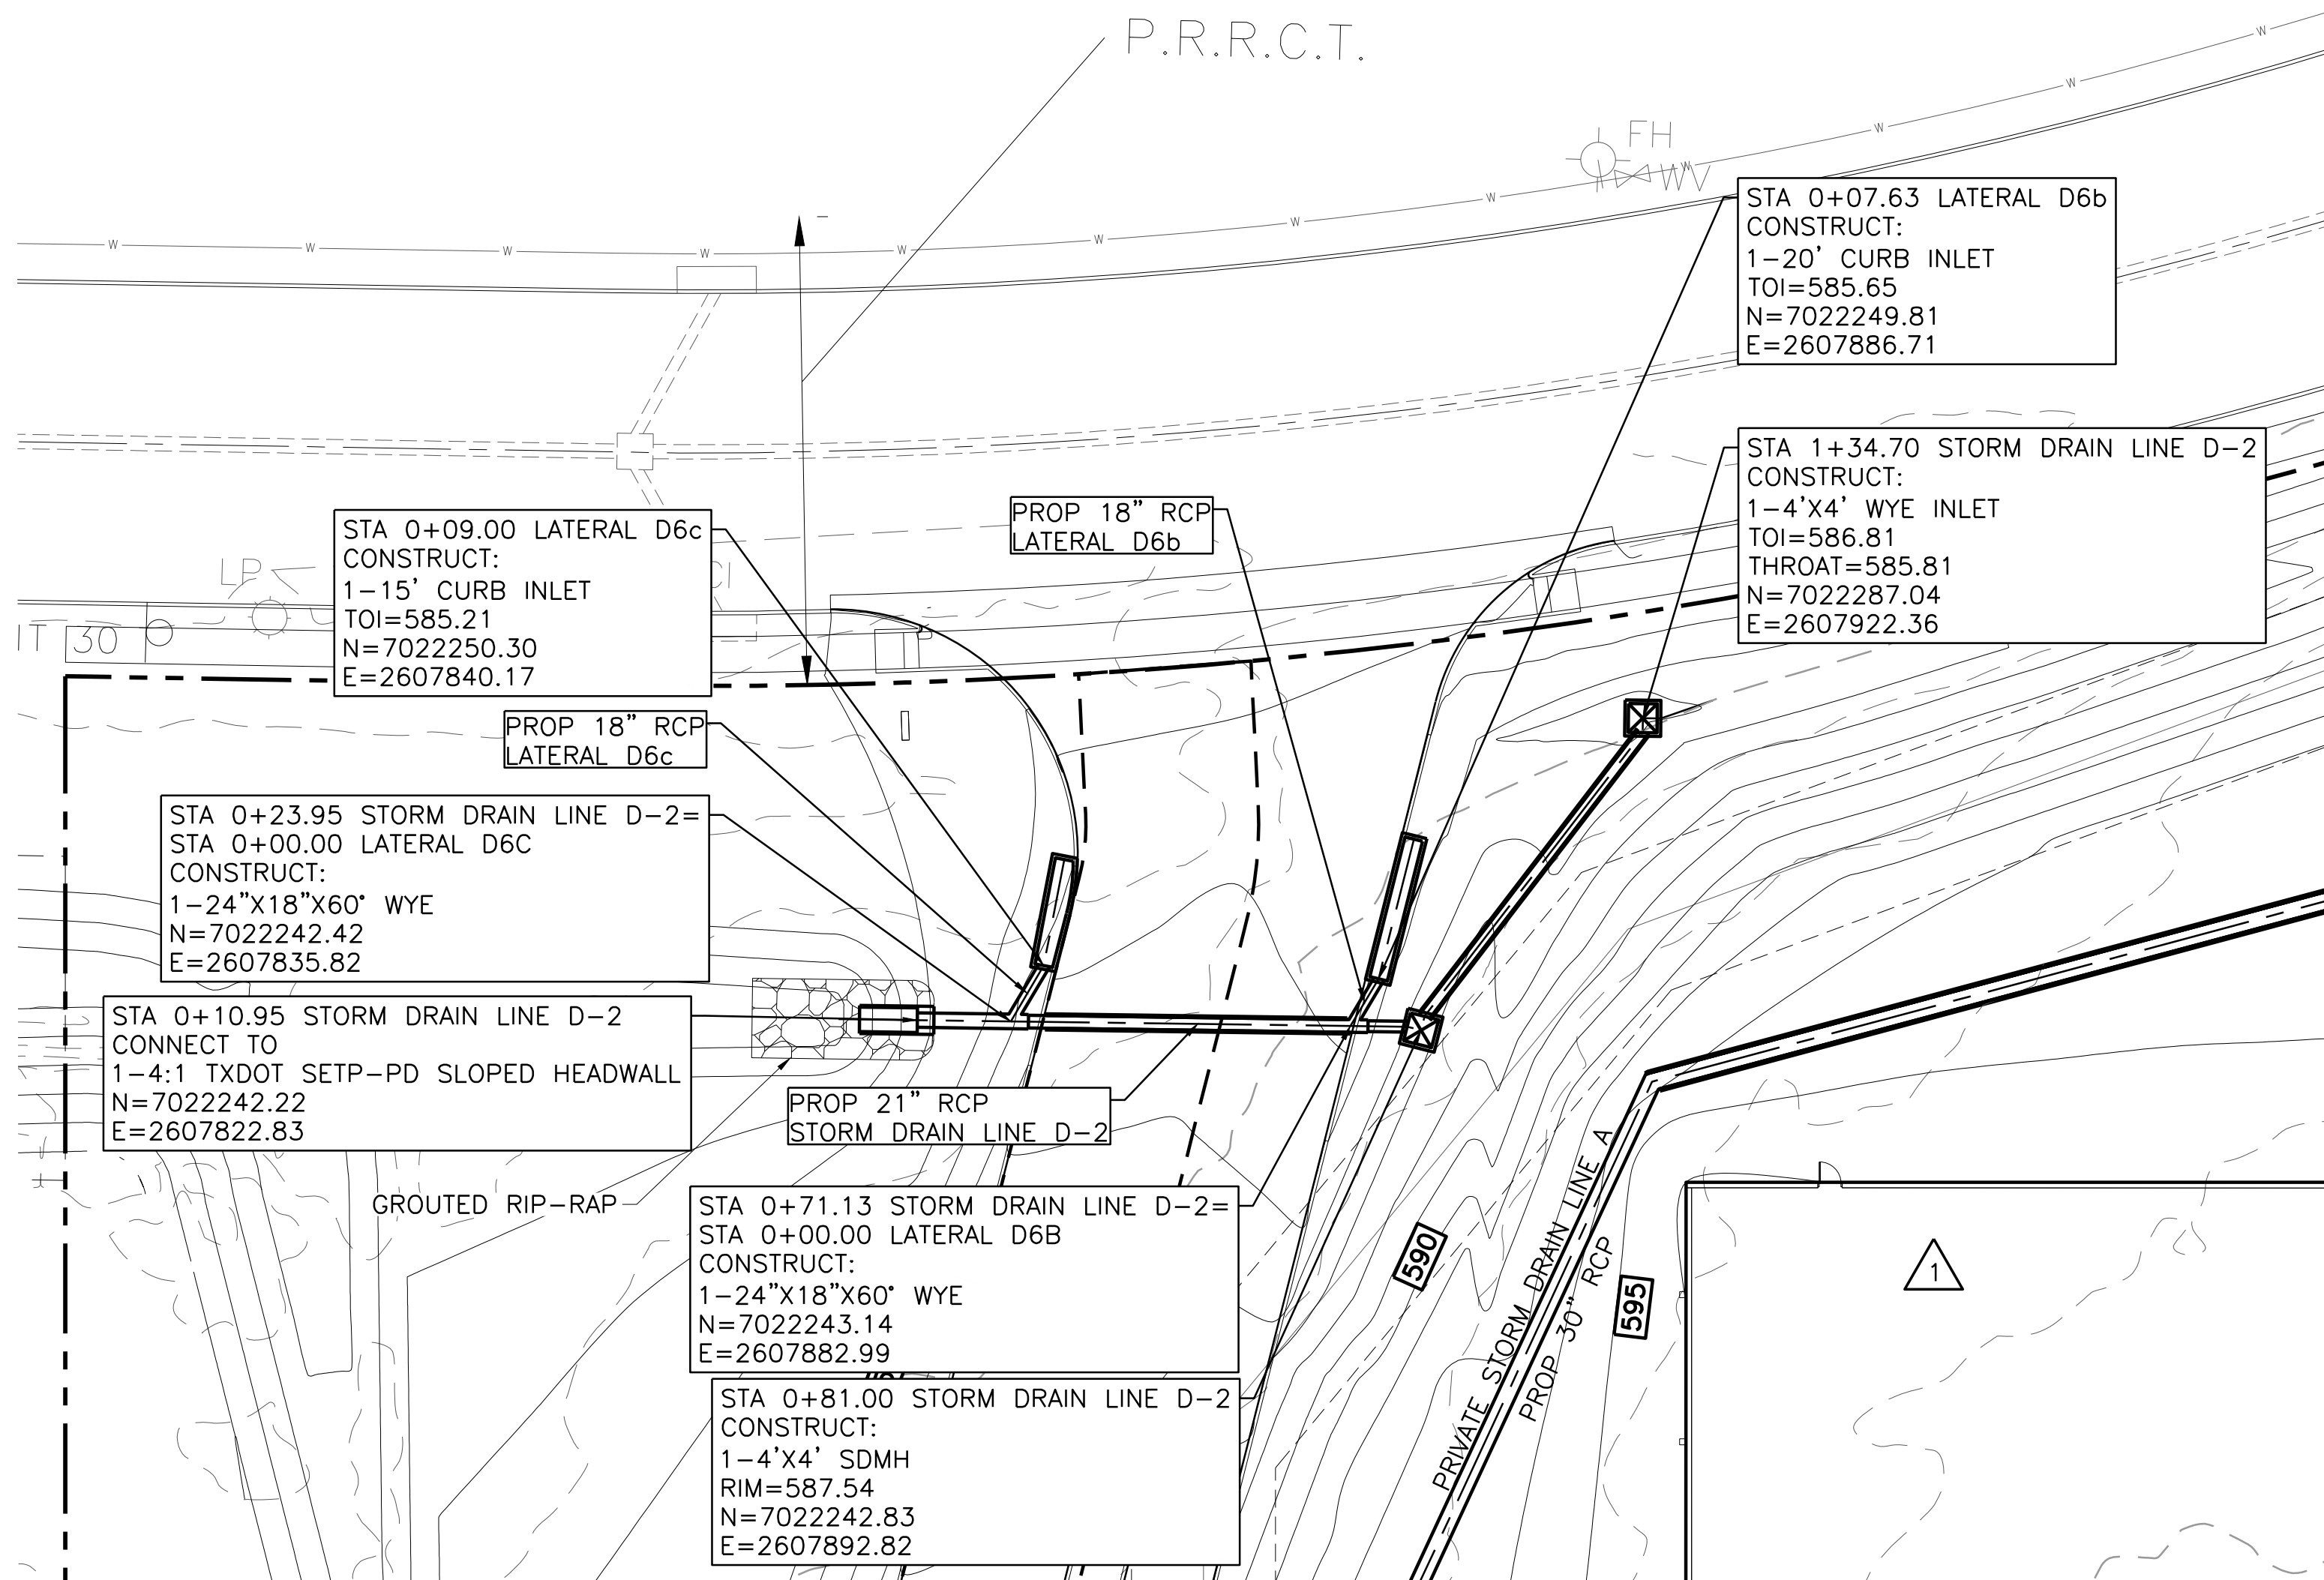 P.R.R.C.T.
FH
WV
W W W W W W W W W W W W
STA 0+07.63 LATERAL D6b
CONSTRUCT:
1-20' CURB INLET
TOI=585.65
N=7022249.81
E=2607886.71
STA 1+34.70 STORM DRAIN LINE D-2
CONSTRUCT:
1-4'X4' WYE INLET
TOI=586.81
THROAT=585.81
N=7022287.04
E=2607922.36
PROP 18" RCP
LATERAL D6b
STA 0+09.00 LATERAL D6c
CONSTRUCT:
1-15' CURB INLET
TOI=585.21
N=7022250.30
E=2607840.17
LP
CI
30
PROP 18" RCP
LATERAL D6c
STA 0+23.95 STORM DRAIN LINE D-2=
STA 0+00.00 LATERAL D6C
CONSTRUCT:
1-24"X18"X60° WYE
N=7022242.42
E=2607835.82
STA 0+10.95 STORM DRAIN LINE D-2
CONNECT TO
1-4:1 TXDOT SETP-PD SLOPED HEADWALL
N=7022242.22
E=2607822.83
PROP 21" RCP
STORM DRAIN LINE D-2
GROUTED RIP-RAP
STA 0+71.13 STORM DRAIN LINE D-2=
STA 0+00.00 LATERAL D6B
CONSTRUCT:
1-24"X18"X60° WYE
N=7022243.14
E=2607882.99
STA 0+81.00 STORM DRAIN LINE D-2
CONSTRUCT:
1-4'X4' SDMH
RIM=587.54
N=7022242.83
E=2607892.82
590
PRIVATE STORM DRAIN LINE A
PROP 30" RCP
595
1